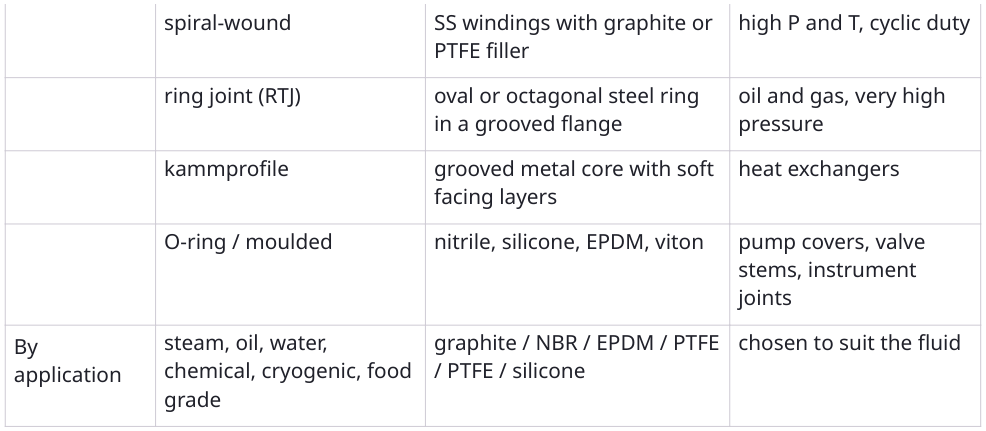 spiral-wound
SS windings with graphite or
PTFE filler
high P and T, cyclic duty
ring joint (RTJ)
oval or octagonal steel ring
in a grooved flange
oil and gas, very high
pressure
kammprofile
grooved metal core with soft
facing layers
heat exchangers
O-ring / moulded
nitrile, silicone, EPDM, viton
pump covers, valve
stems, instrument
joints
By
application
steam, oil, water,
chemical, cryogenic, food
grade
graphite / NBR / EPDM / PTFE
/ PTFE / silicone
chosen to suit the fluid